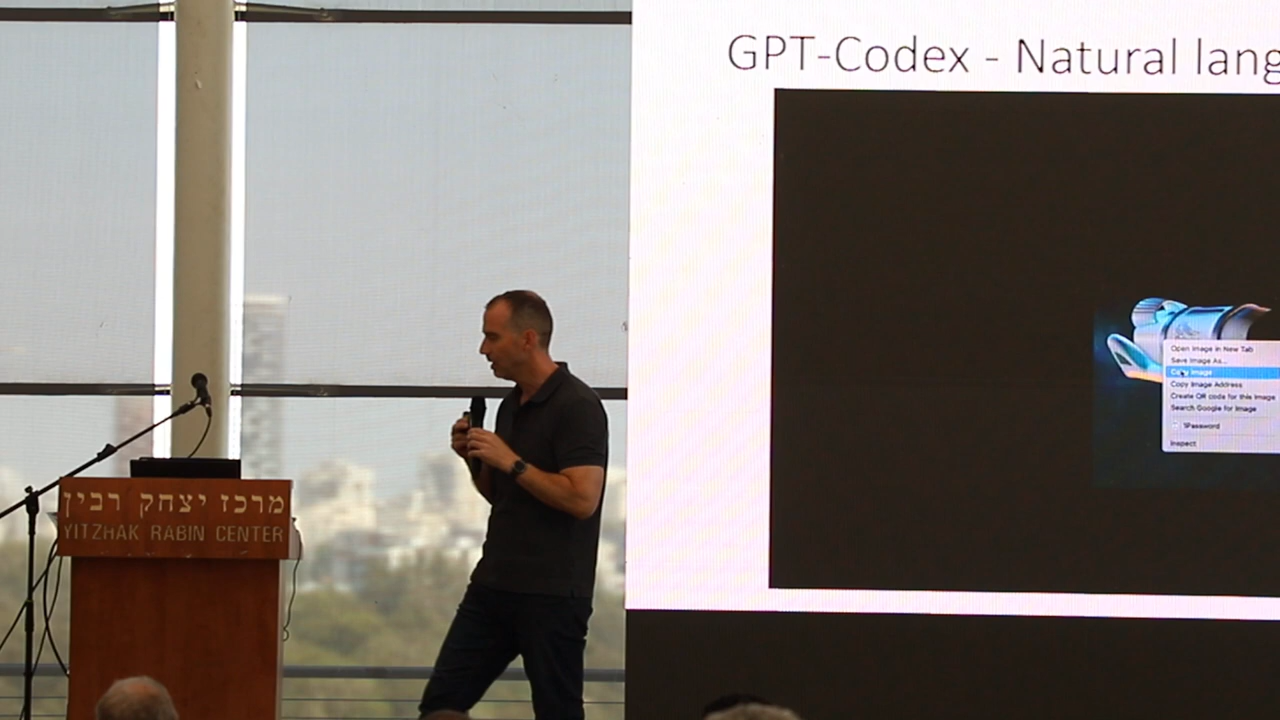 GPT-Codex - Natural lang
Open Image in New Tab
Save Image As...
Copy Image
Copy Image Address
Create QR code for this Image
Search Google for Image
1Password
Inspect
מרכז יצחק רבין
YITZHAK RABIN CENTER